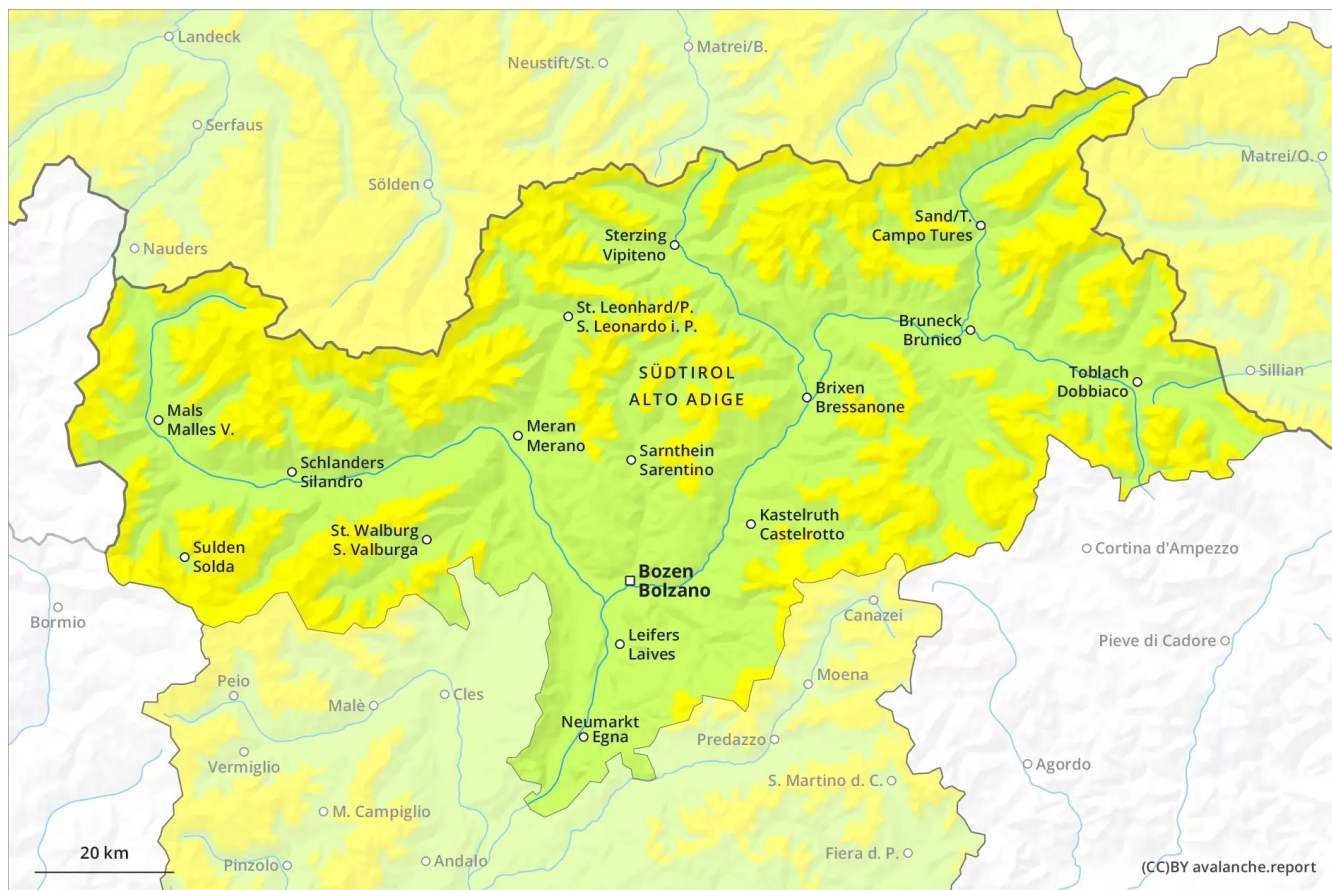 Landeck
Matrei/B.
Neustift/St.
Serfaus
Matrei/O.
Sölden
Sand/T.
Campo Tures
Sterzing
Vipiteno
Nauders
St. Leonhard/P.
S. Leonardo i. P.
Bruneck
Brunico
SÜDTIROL
ALTO ADIGE
Toblach
Dobbiaco
Sillian
Brixen
Bressanone
Mals
Malles V.
Meran
Merano
Sarnthein
Sarentino
Schlanders
Silandro
Kastelruth
Castelrotto
St. Walburg
S. Valburga
Sulden
Solda
Cortina d'Ampezzo
Bozen
Bolzano
Bormio
Canazei
Leifers
Laives
Pieve di Cadore
Peio
Moena
Malè
Cles
Neumarkt
Egna
Predazzo
Vermiglio
Agordo
S. Martino d. C.
M. Campiglio
20 km
Pinzolo
Andalo
Fiera d. P.
(CC)BY avalanche.report